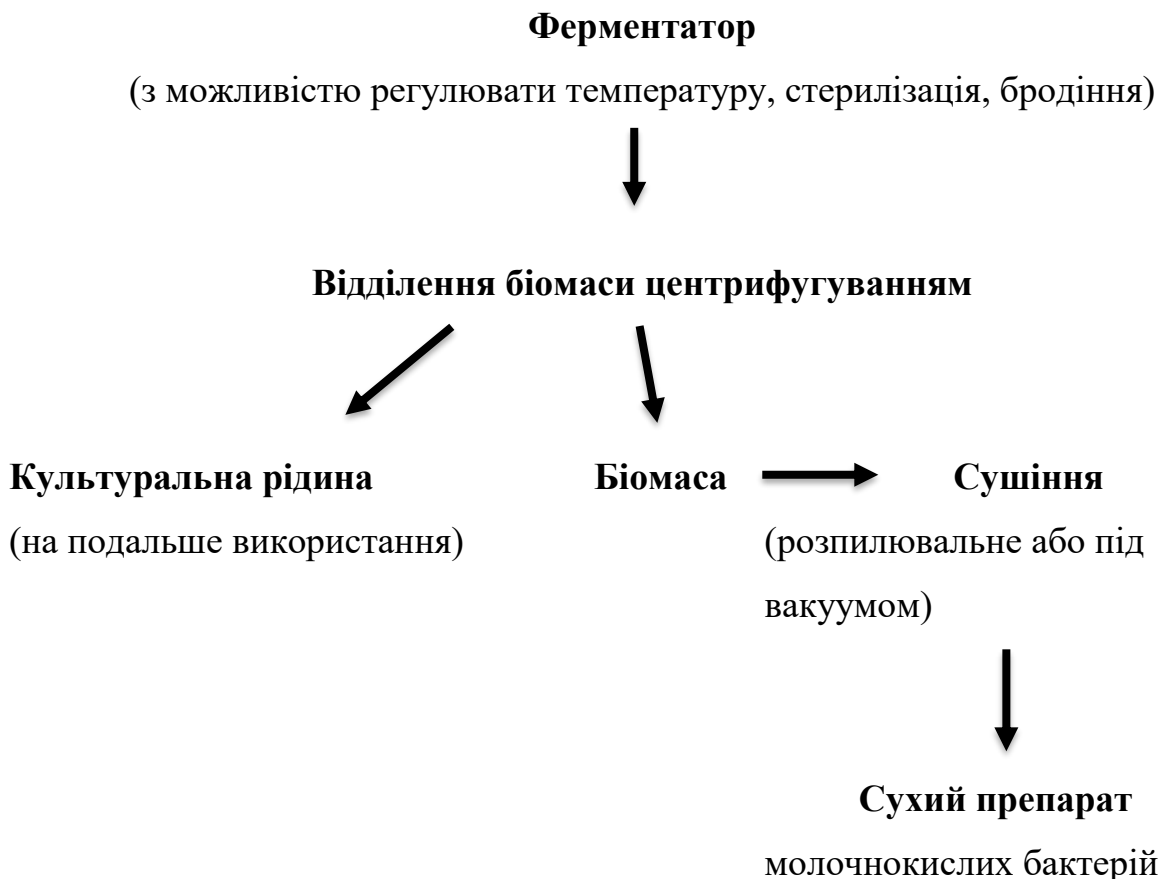 Ферментатор
(з можливістю регулювати температуру, стерилізація, бродіння)
Відділення біомаси центрифугуванням
Культуральна рідина
(на подальше використання)
Біомаса
Сушіння
(розпилювальне або під
вакуумом)
Сухий препарат
молочнокислих бактерій